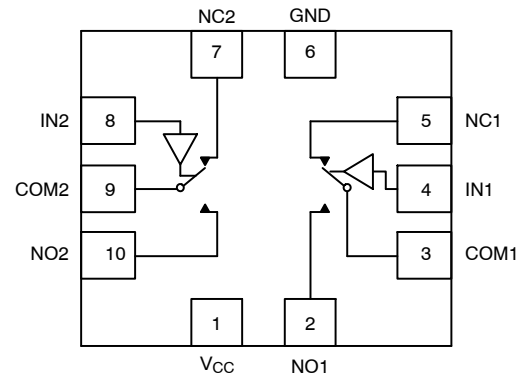 NC2 GND
7 6
IN2 8 5 NC1
COM2 9 4 IN1
NO2 10 3 COM1
1 2
VCC NO1